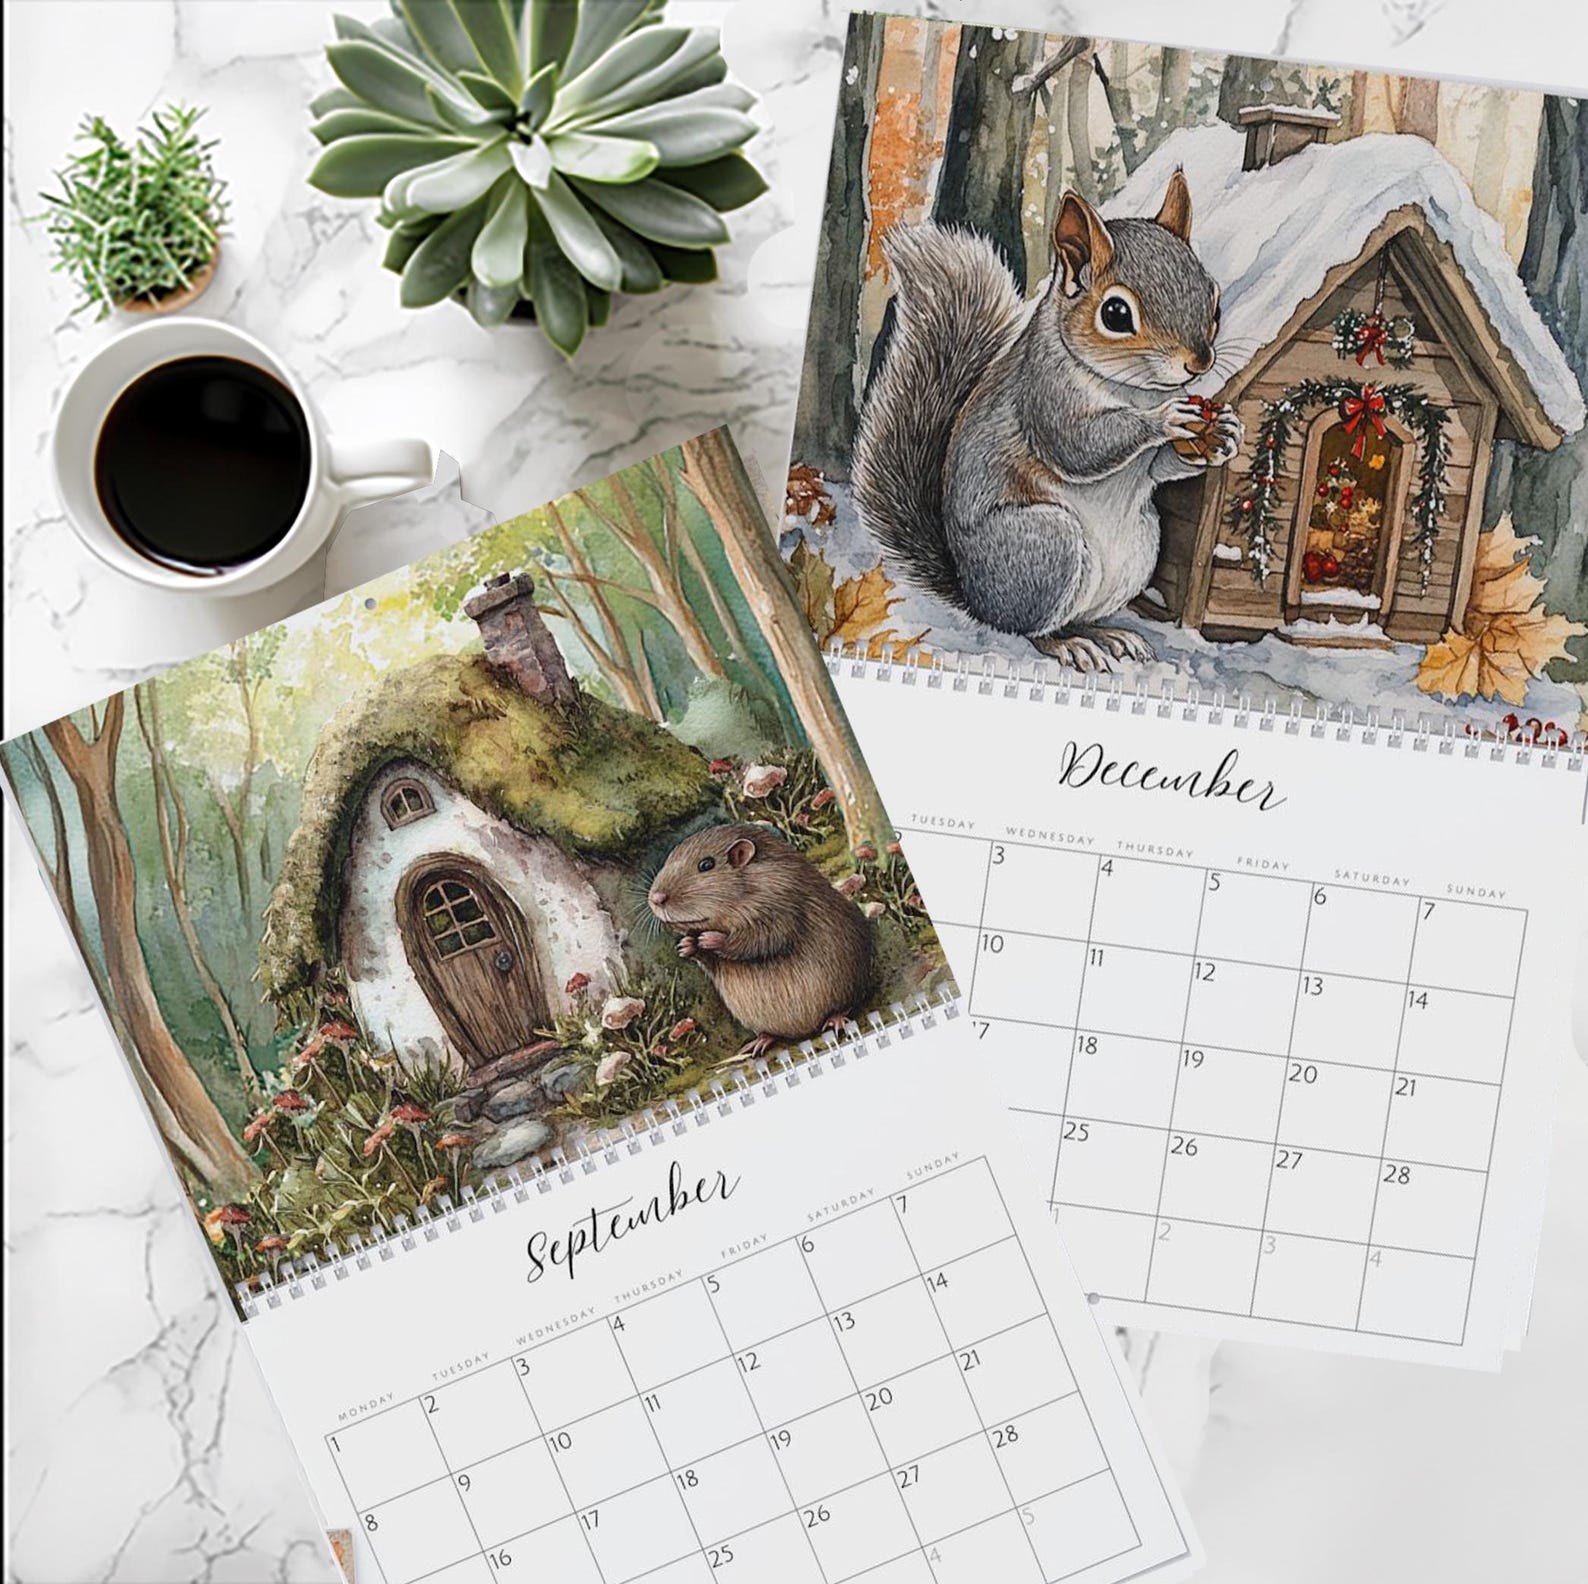 December
TUESDAY WEDNESDAY THURSDAY FRIDAY SATURDAY SUNDAY
2 3 4 5 6 7
10 11 12 13 14
17 18 19 20 21
25 26 27 28
1 2 3 4
September
MONDAY TUESDAY WEDNESDAY THURSDAY FRIDAY SATURDAY SUNDAY
1 2 3 4 5 6 7
8 9 10 11 12 13 14
16 17 18 19 20 21
25 26 27 28
4 5